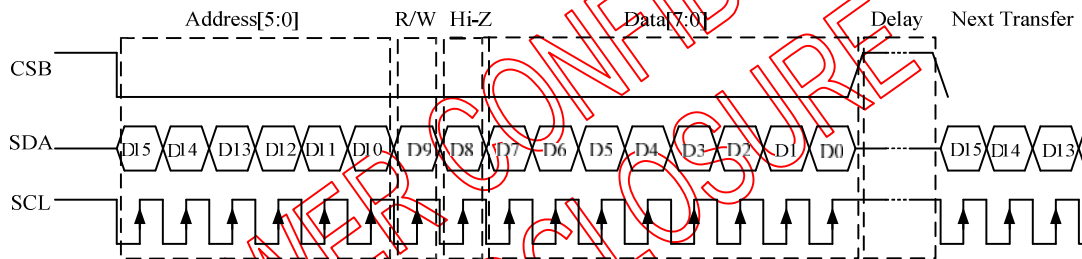 Address[5:0] R/W Hi-Z Data[7:0] Delay Next Transfer
CSB
SDA D15 D14 D13 D12 D11 D10 D9 D8 D7 D6 D5 D4 D3 D2 D1 D0 D15 D14 D13
SCL
CLOSURE